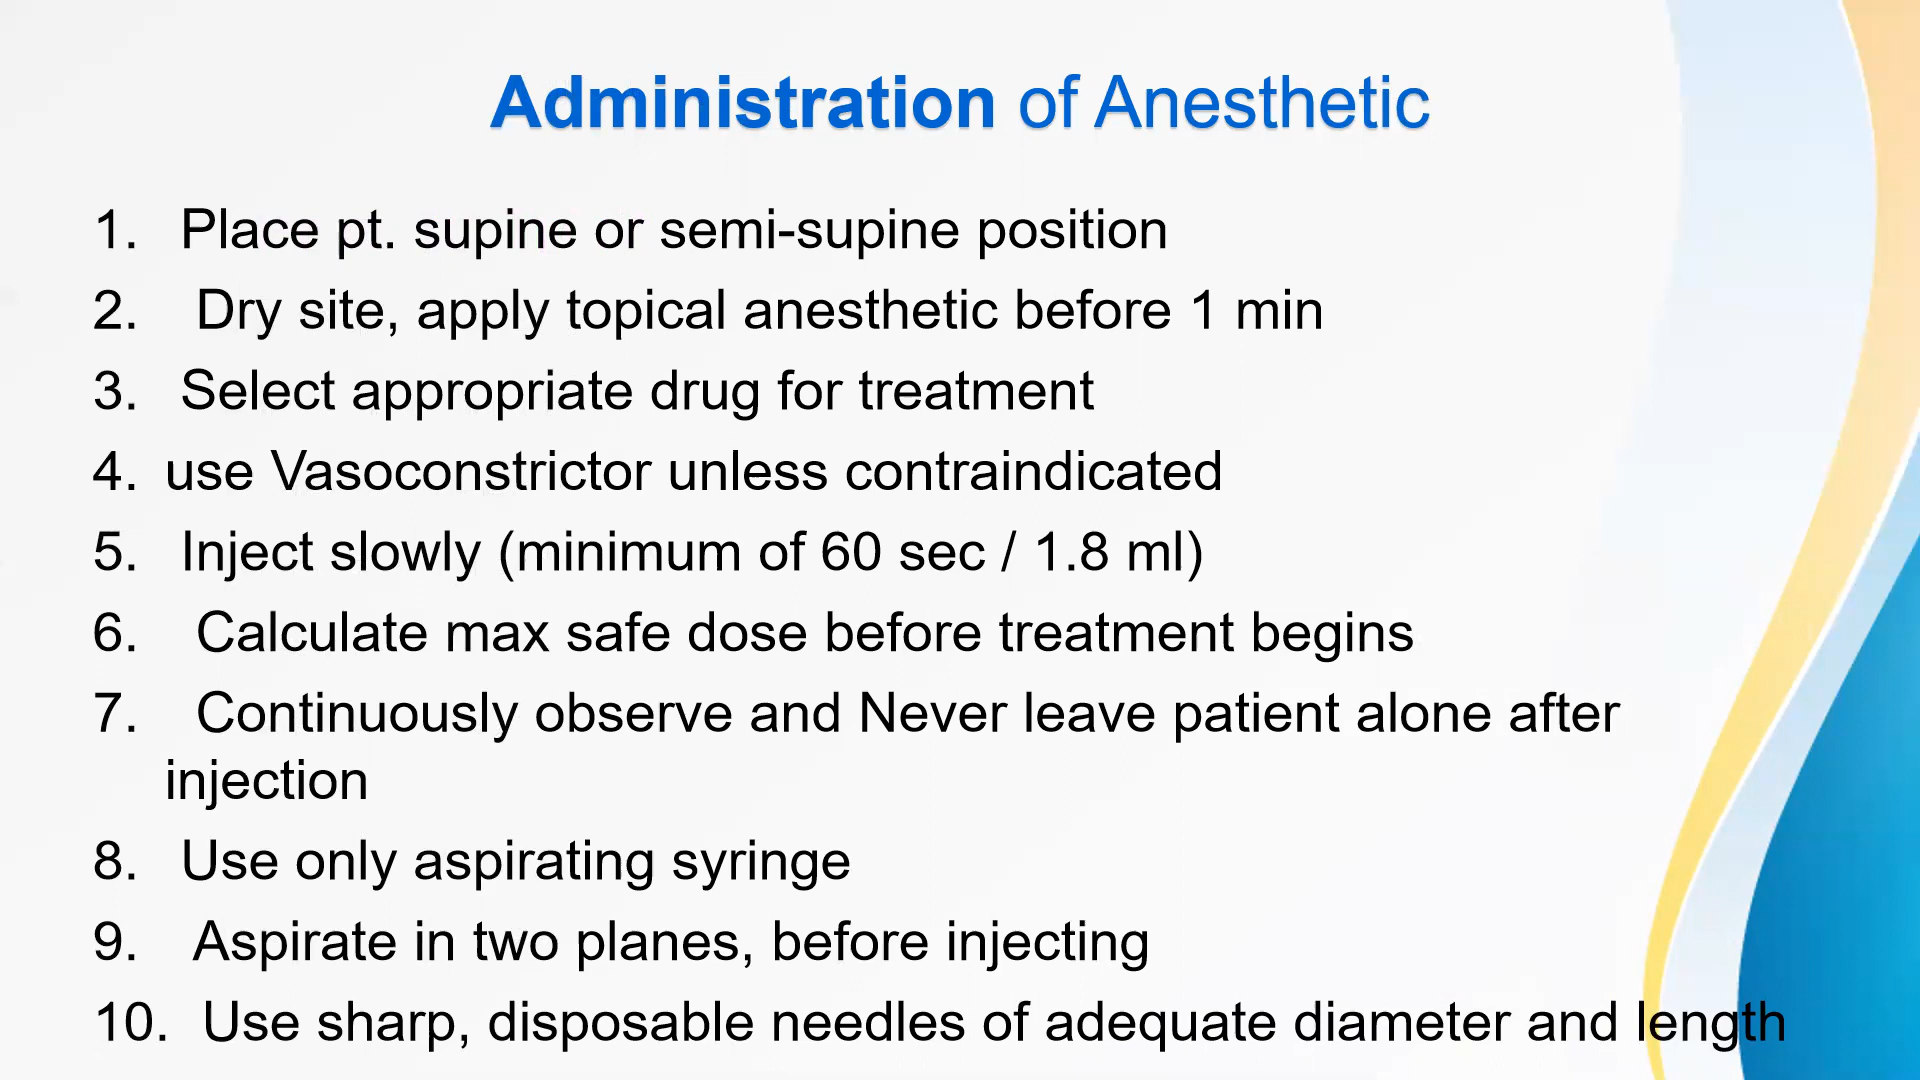 Administration of Anesthetic
1. Place pt. supine or semi-supine position
2. Dry site, apply topical anesthetic before 1 min
3. Select appropriate drug for treatment
4. use Vasoconstrictor unless contraindicated
5. Inject slowly (minimum of 60 sec / 1.8 ml)
6. Calculate max safe dose before treatment begins
7. Continuously observe and Never leave patient alone after
injection
8. Use only aspirating syringe
9. Aspirate in two planes, before injecting
10. Use sharp, disposable needles of adequate diameter and length